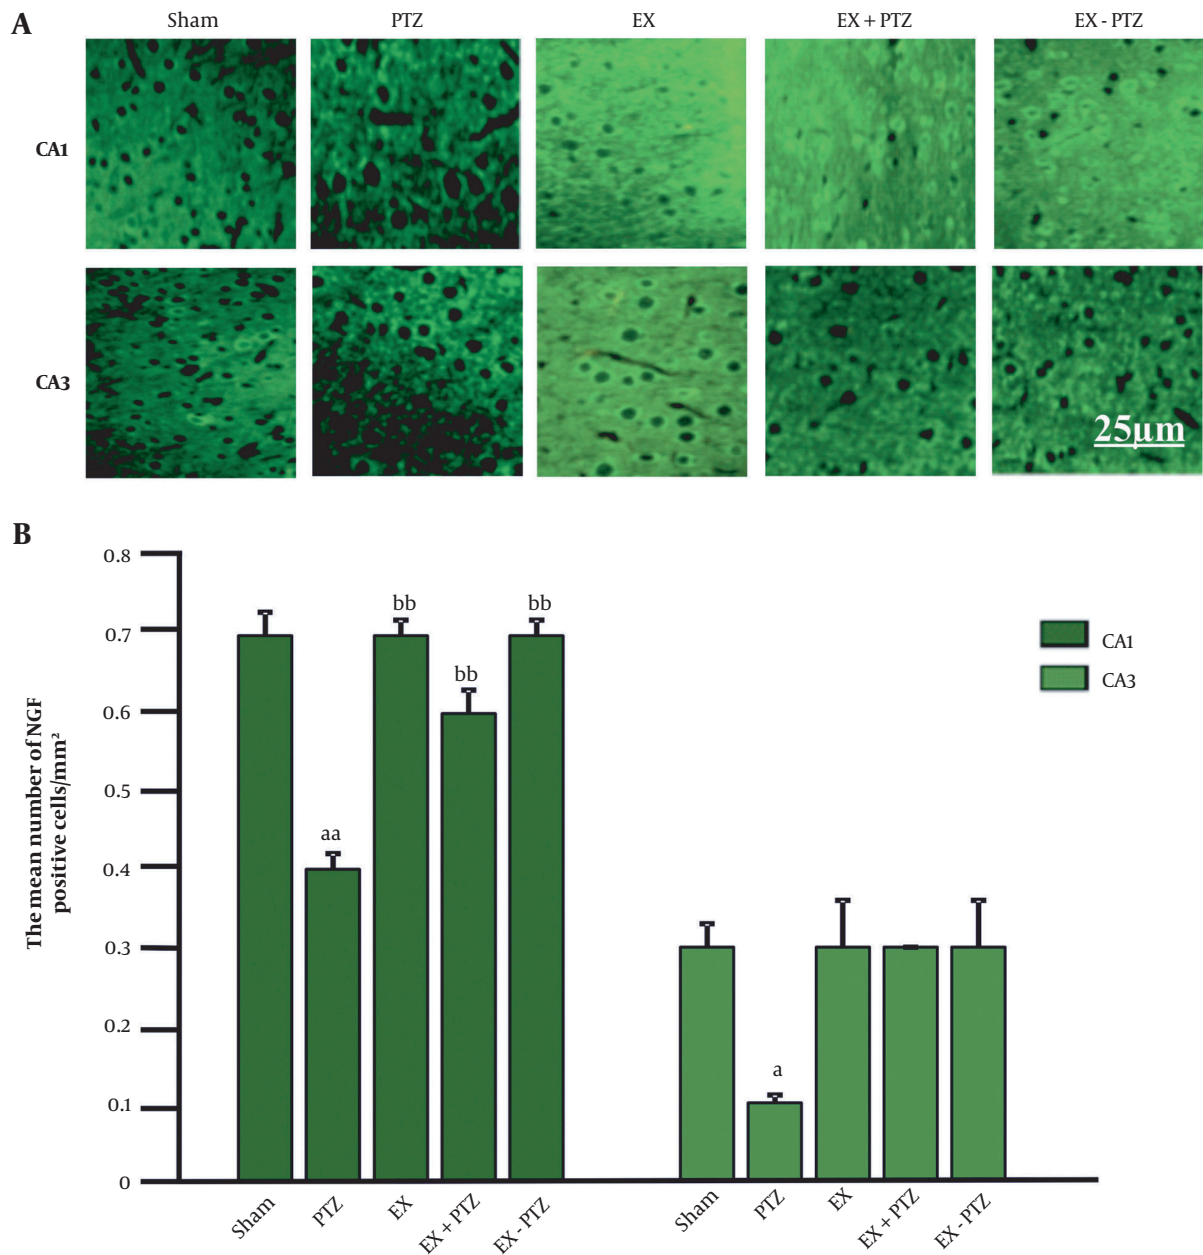 A
Sham PTZ EX EX + PTZ EX - PTZ
CA1
CA3
25µm
B
The mean number of NGF
positive cells/mm²
0.8
0.7
0.6
0.5
0.4
0.3
0.2
0.1
0
bb
bb
bb
aa
a
CA1
CA3
Sham PTZ EX EX + PTZ EX - PTZ
Sham PTZ EX EX + PTZ EX - PTZ